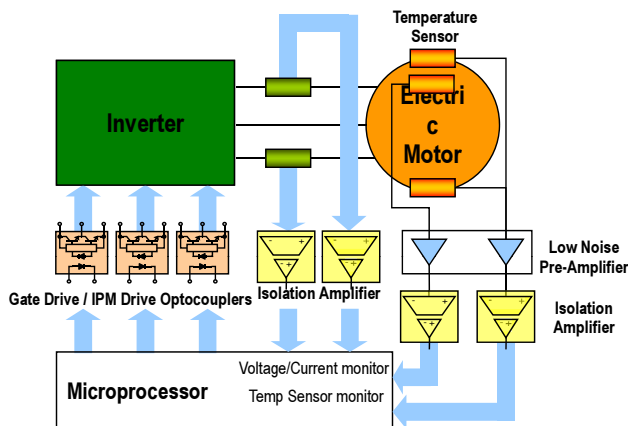 Temperature
Sensor
Inverter
Electri
c
Motor
Low Noise
Pre-Amplifier
Gate Drive / IPM Drive Optocouplers
Isolation Amplifier
Isolation
Amplifier
Microprocessor
Voltage/Current monitor
Temp Sensor monitor